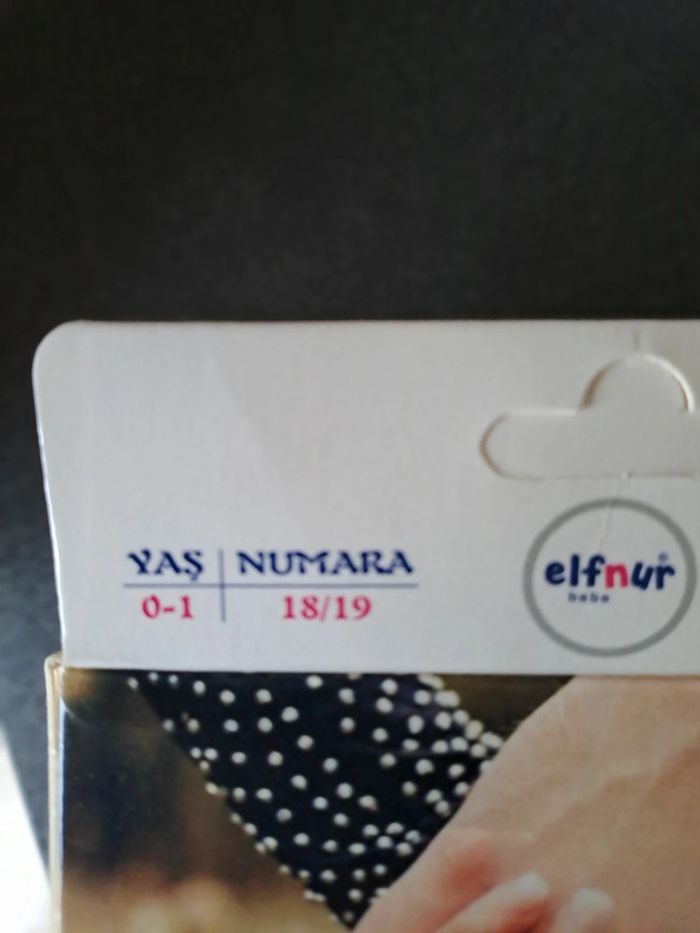 YAŞ NUMARA
0-1 18/19
elfnur®
bebe